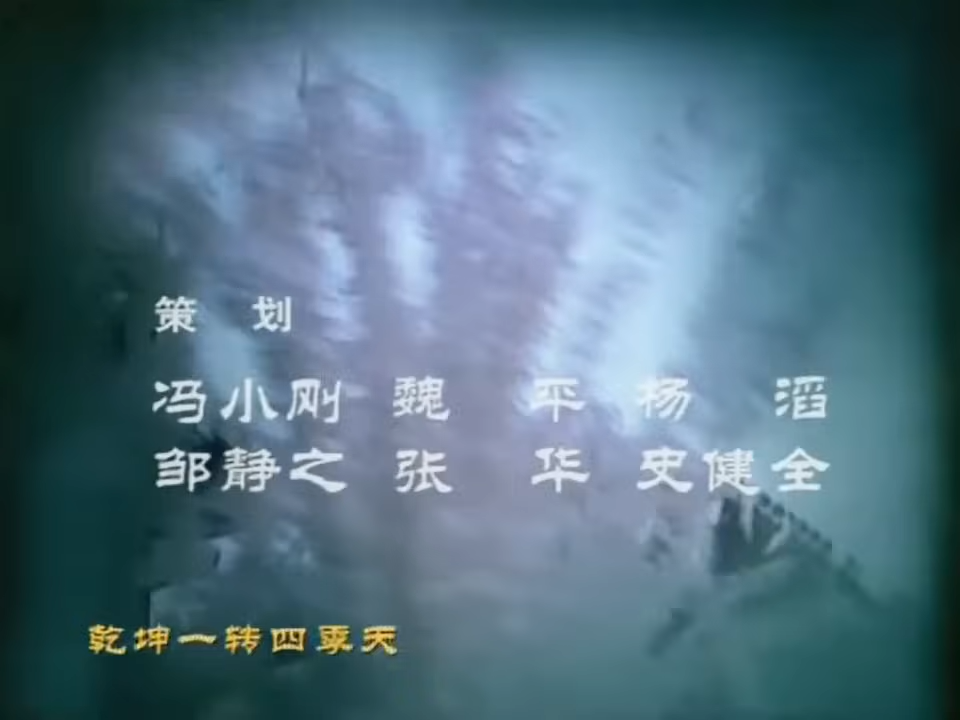 策 划
冯小刚 魏 平 杨 滔
邹静之 张 华 史健全
乾坤一转四季天